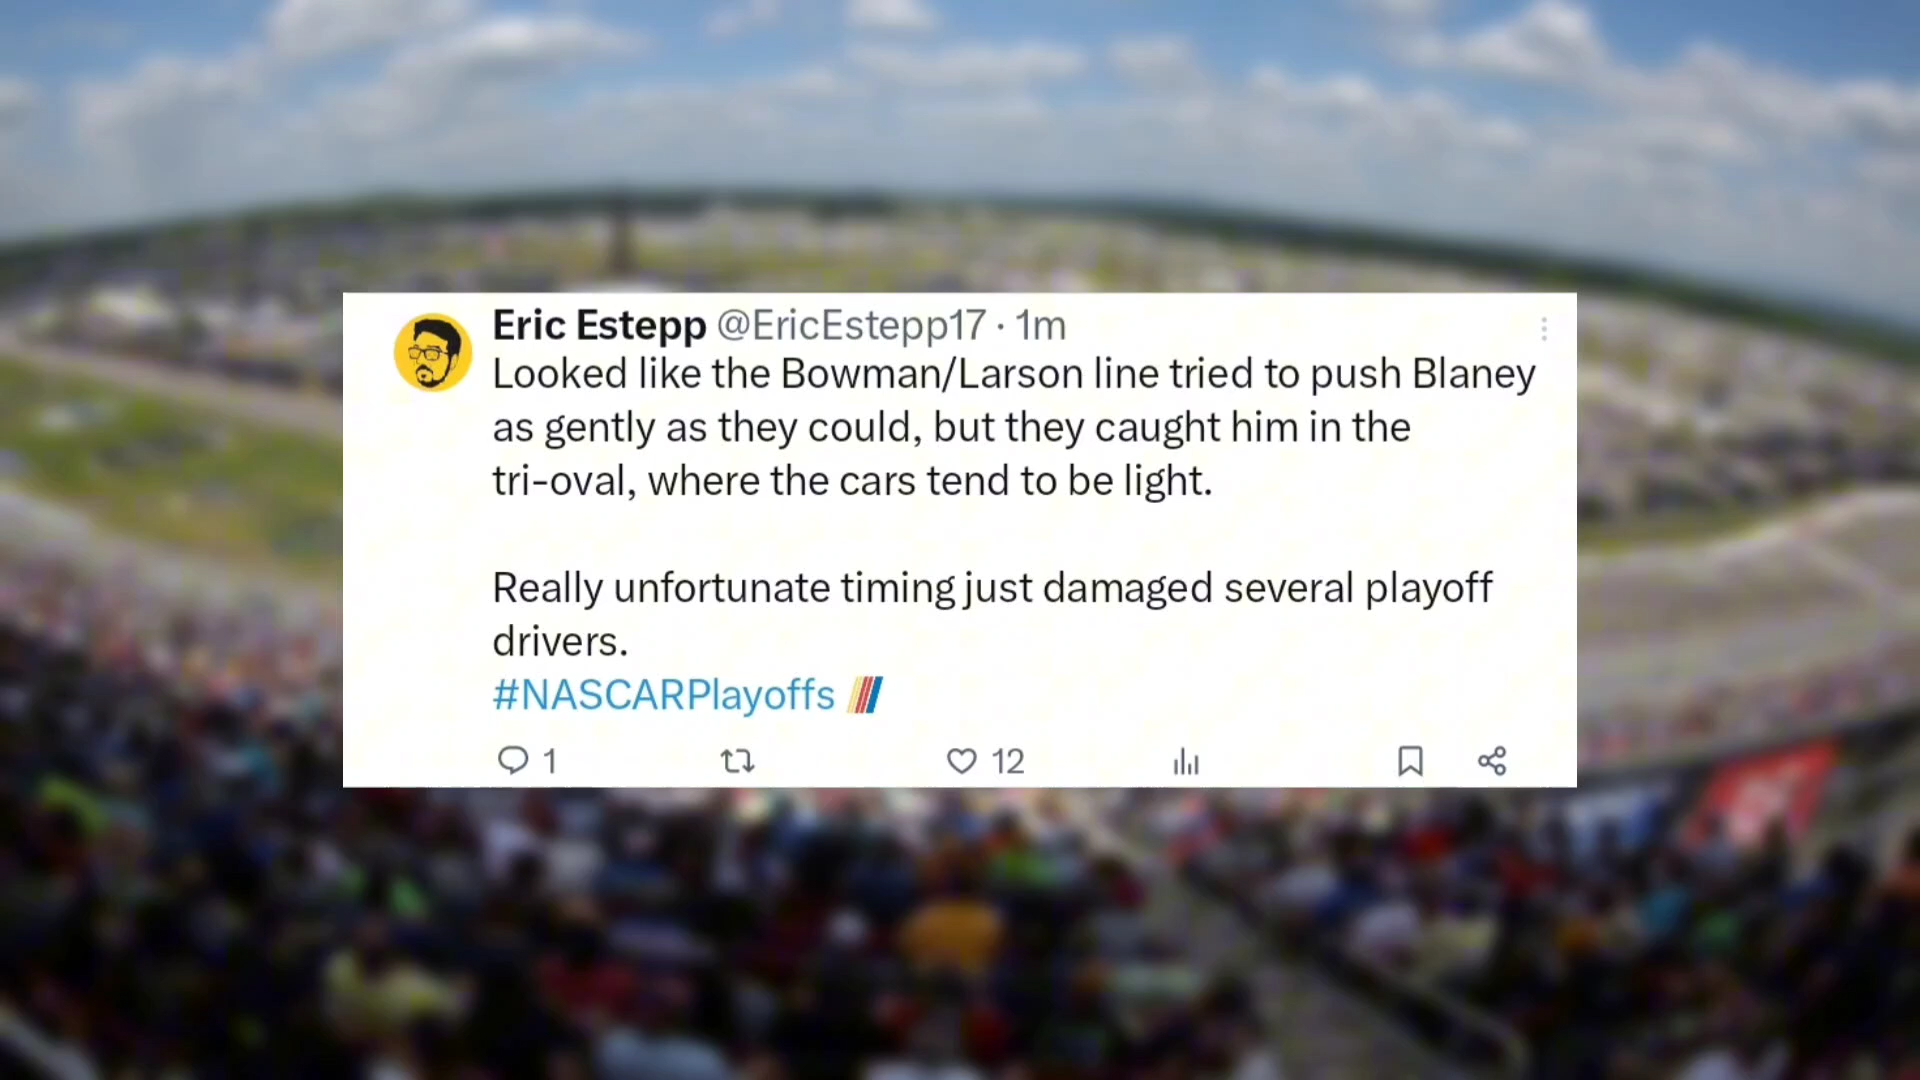 Eric Estepp @EricEstepp17 · 1m
Looked like the Bowman/Larson line tried to push Blaney
as gently as they could, but they caught him in the
tri-oval, where the cars tend to be light.
Really unfortunate timing just damaged several playoff
drivers.
#NASCARPlayoffs
1 12